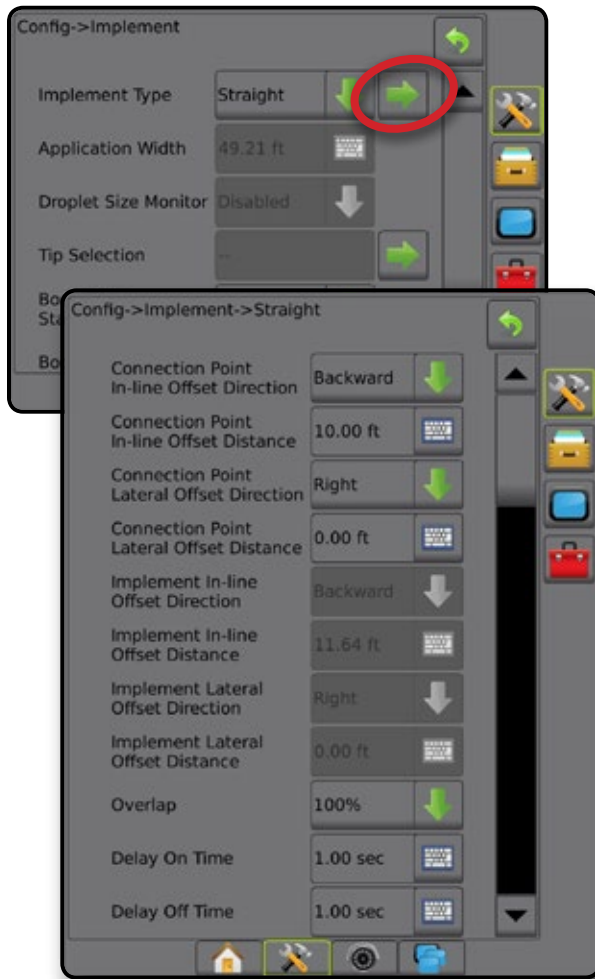 Config->Implement
Implement Type Straight
Application Width 49.21 ft
Droplet Size Monitor Disabled
Tip Selection --
Bo
Sta
Bo
Config->Implement->Straight
Connection Point
In-line Offset Direction Backward
Connection Point
In-line Offset Distance 10.00 ft
Connection Point
Lateral Offset Direction Right
Connection Point
Lateral Offset Distance 0.00 ft
Implement In-line
Offset Direction Backward
Implement In-line
Offset Distance 11.64 ft
Implement Lateral
Offset Direction Right
Implement Lateral
Offset Distance 0.00 ft
Overlap 100%
Delay On Time 1.00 sec
Delay Off Time 1.00 sec